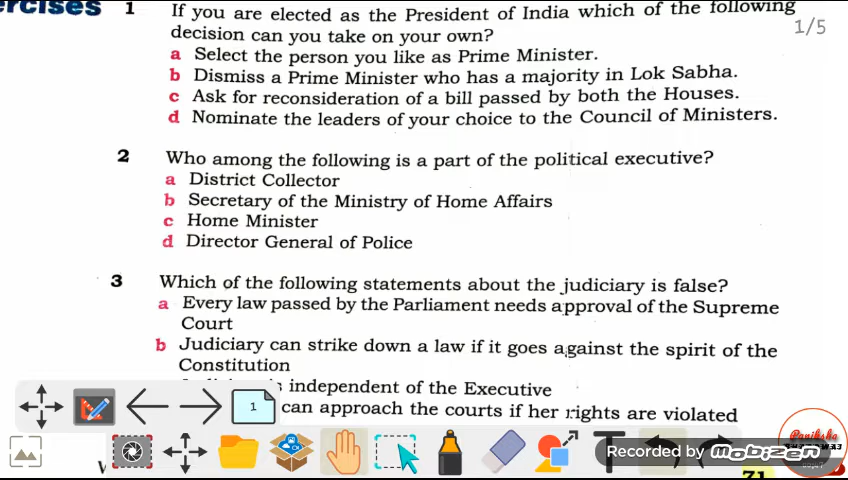 ercises 1 If you are elected as the President of India which of the following
1/5
decision can you take on your own?
a Select the person you like as Prime Minister.
b Dismiss a Prime Minister who has a majority in Lok Sabha.
c Ask for reconsideration of a bill passed by both the Houses.
d Nominate the leaders of your choice to the Council of Ministers.
2 Who among the following is a part of the political executive?
a District Collector
b Secretary of the Ministry of Home Affairs
c Home Minister
d Director General of Police
3 Which of the following statements about the judiciary is false?
a Every law passed by the Parliament needs approval of the Supreme
Court
b Judiciary can strike down a law if it goes against the spirit of the
Constitution
independent of the Executive
1
can approach the courts if her rights are violated
Paniksha
Recorded by mobizen
71